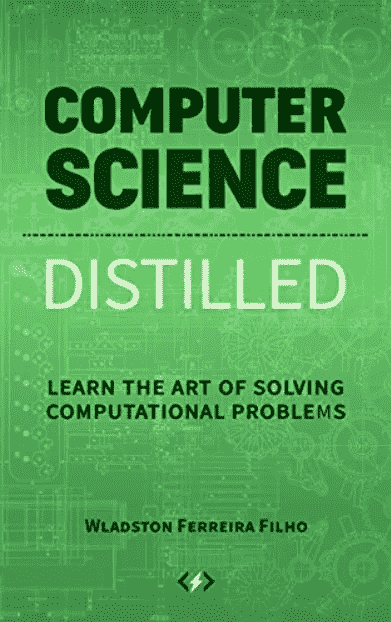 COMPUTER
SCIENCE
DISTILLED
LEARN THE ART OF SOLVING
COMPUTATIONAL PROBLEMS
WLADSTON FERREIRA FILHO